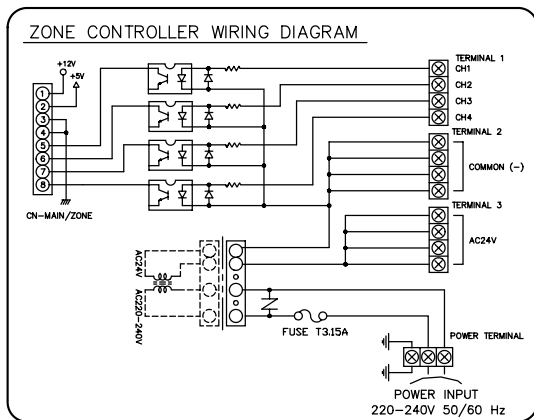 ZONE CONTROLLER WIRING DIAGRAM
+12V
+5V
1
2
3
4
5
6
7
8
CN-MAIN/ZONE
TERMINAL 1
CH1
CH2
CH3
CH4
TERMINAL 2
COMMON (-)
TERMINAL 3
AC24V
AC24V
AC220-240V
FUSE T3.15A
POWER TERMINAL
POWER INPUT
220-240V 50/60 Hz